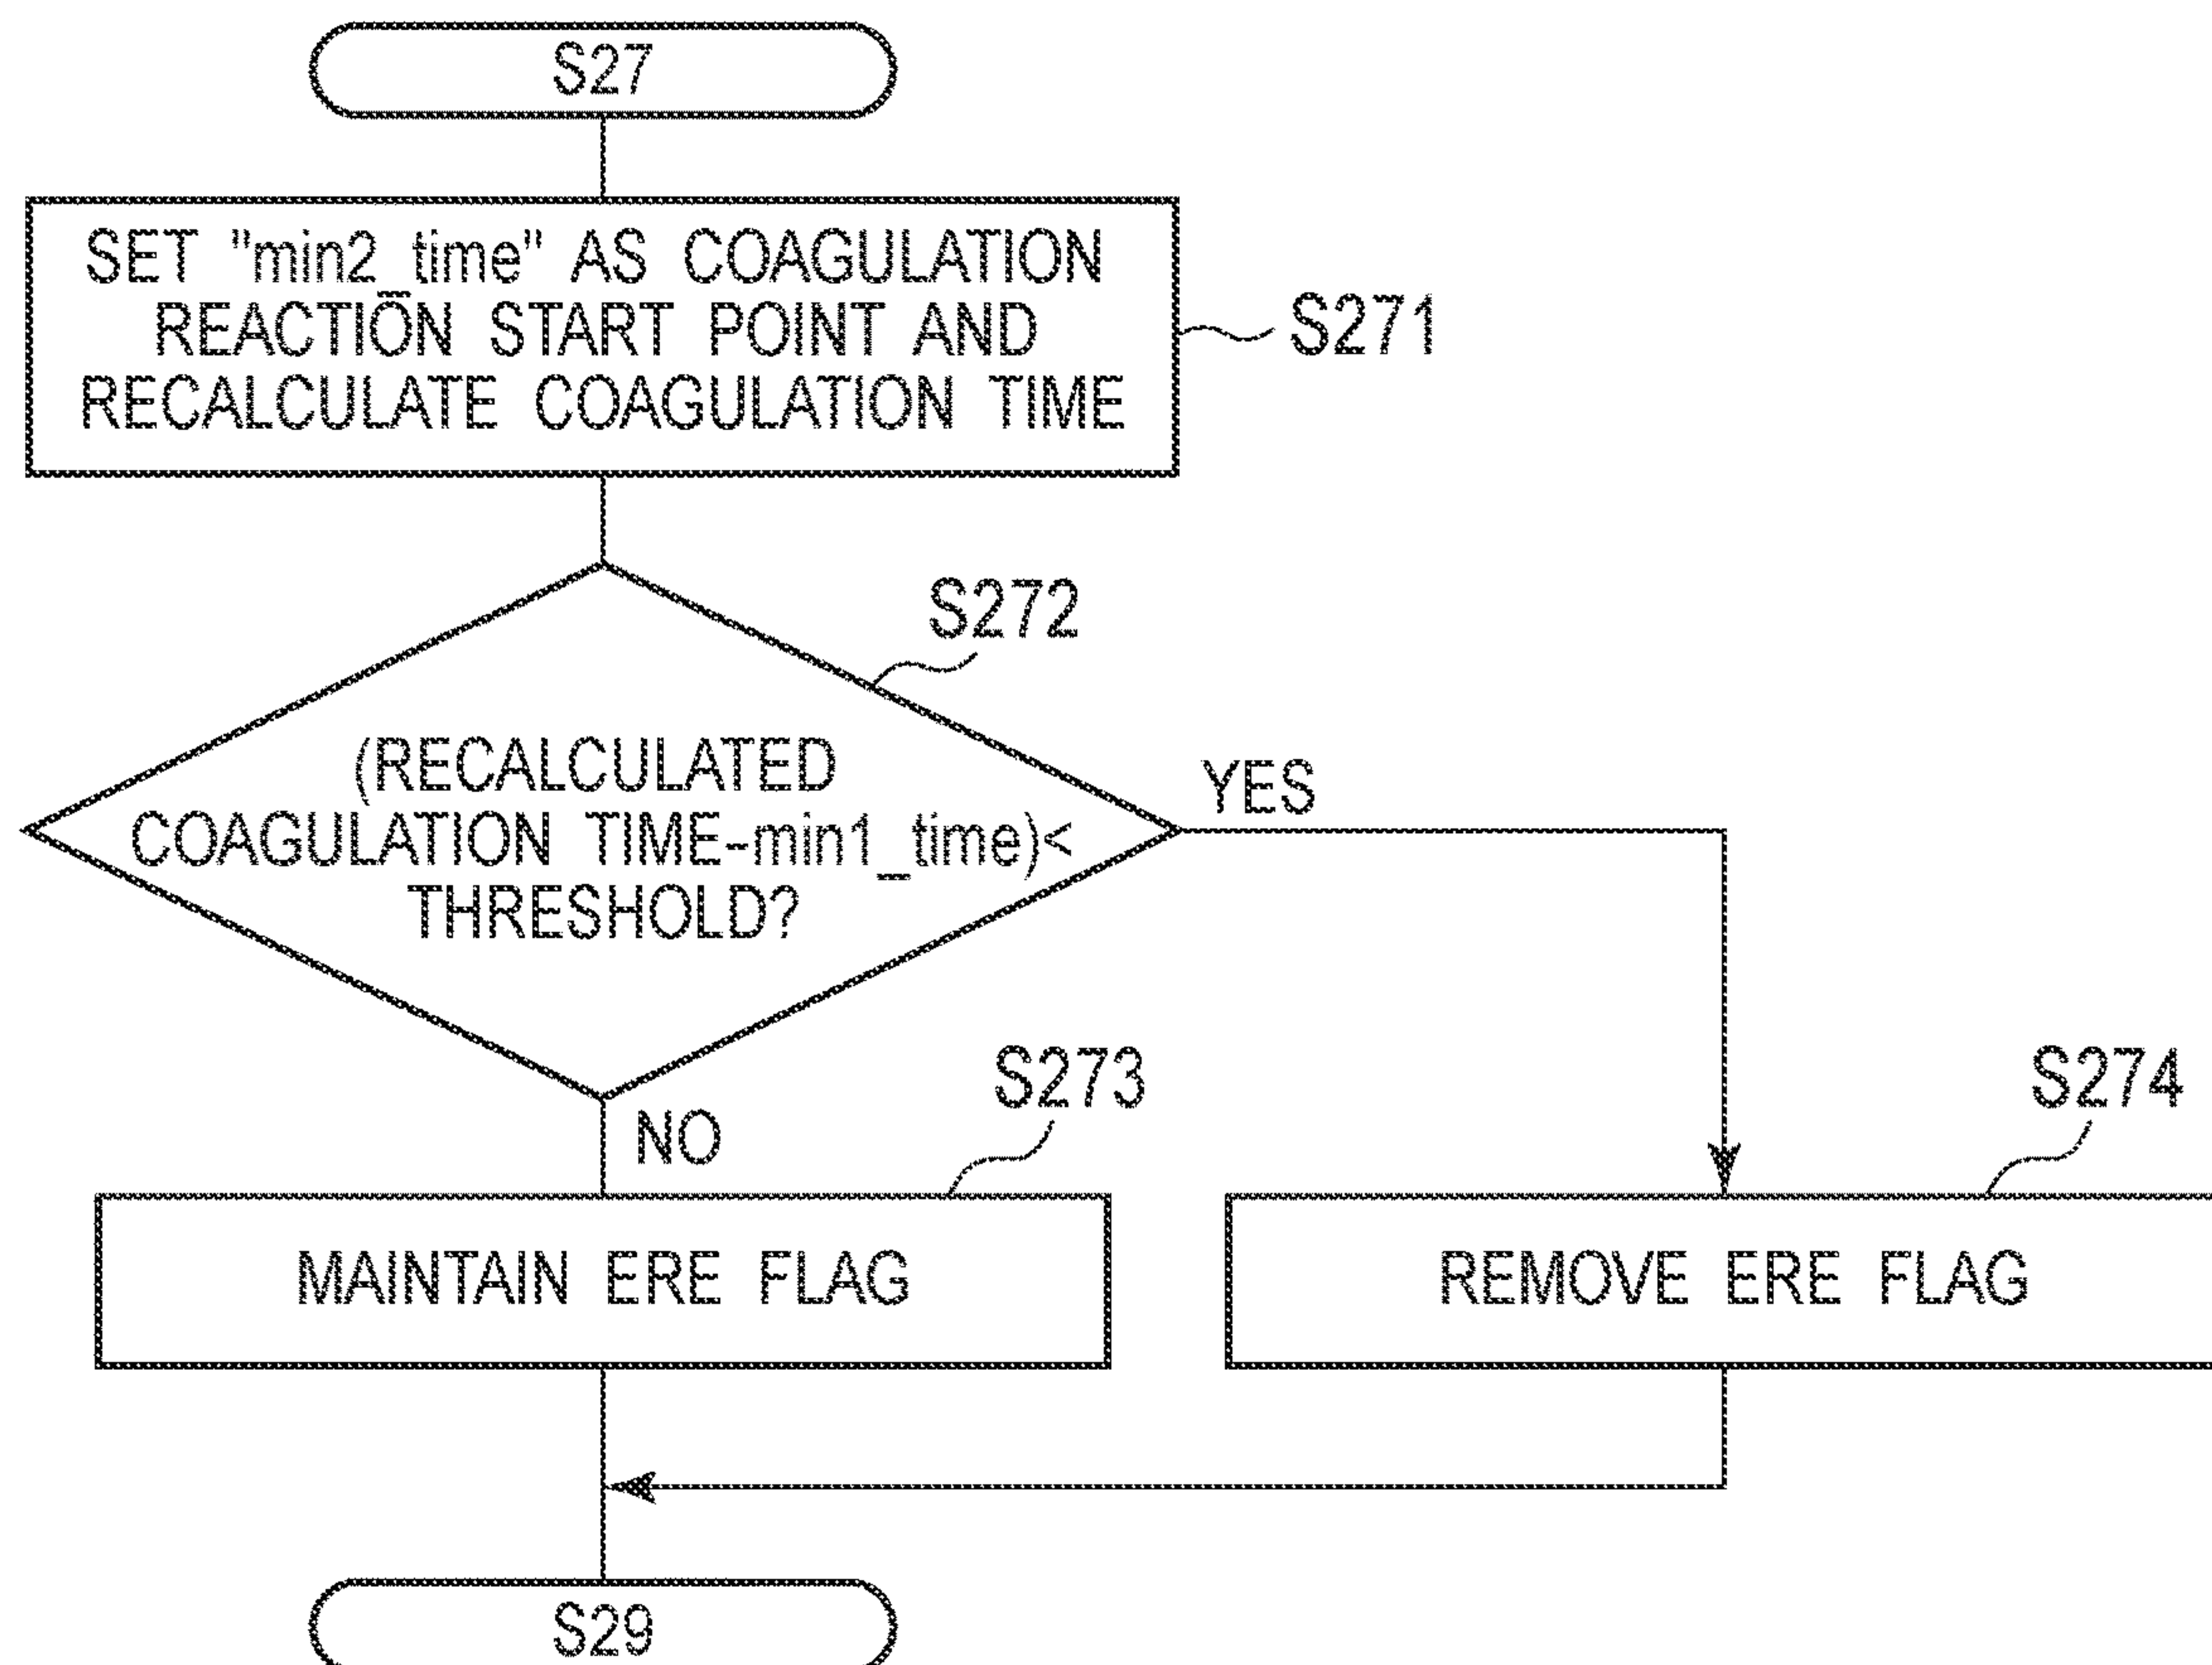 S27
SET "min2_time" AS COAGULATION
REACTION START POINT AND
RECALCULATE COAGULATION TIME
S271
S272
(RECALCULATED
COAGULATION TIME-min1_time)<
THRESHOLD?
YES
NO
S273
S274
MAINTAIN ERE FLAG
REMOVE ERE FLAG
S29